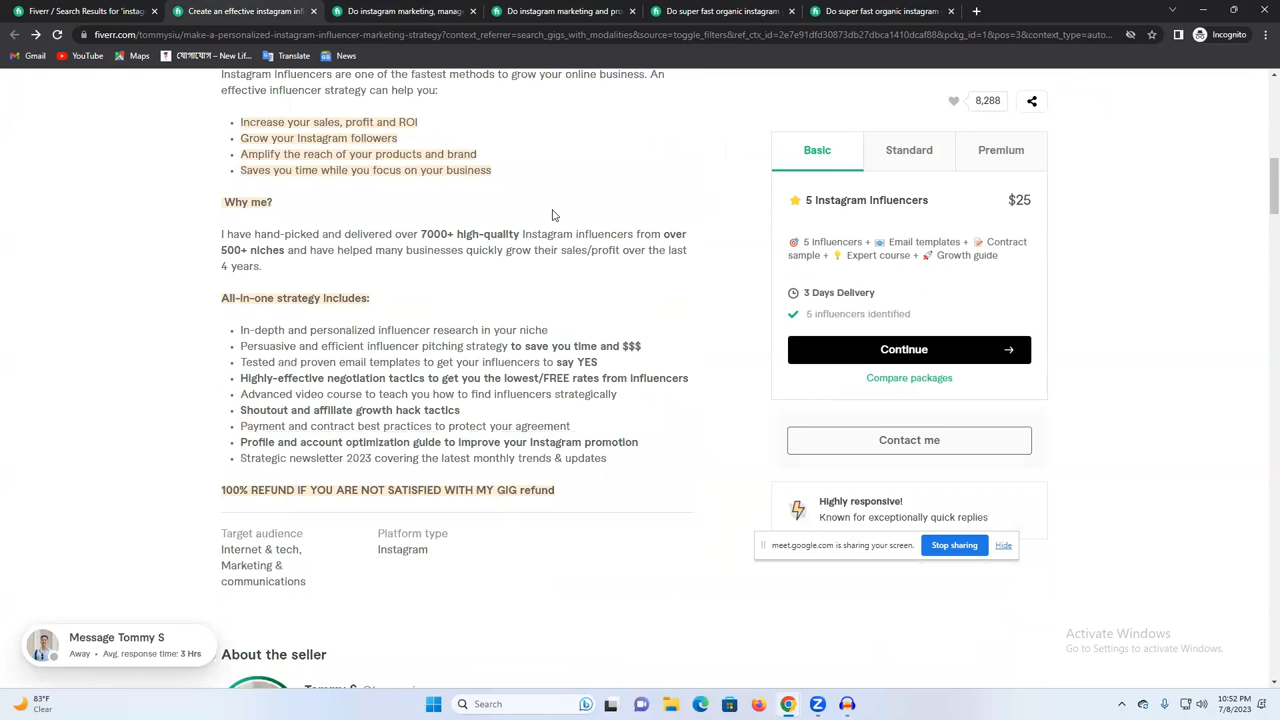 Fiverr / Search Results for 'instag
Create an effective instagram infl
Do instagram marketing, manage
Do instagram marketing and pro
Do super fast organic instagram
Do super fast organic instagram
Incognito
fiverr.com/tommysiu/make-a-personalized-instagram-influencer-marketing-strategy?context_referrer=search_gigs_with_modalities&source=toggle_filters&ref_ctx_id=2e7e91dfd30873db27bdca1410dcaf88&pckg_id=1&pos=3&context_type=auto...
Gmail
YouTube
Maps
যোগাযোগ – New Lif...
Translate
News
Instagram Influencers are one of the fastest methods to grow your online business. An
effective influencer strategy can help you:
• Increase your sales, profit and ROI
• Grow your Instagram followers
• Amplify the reach of your products and brand
• Saves you time while you focus on your business
Why me?
I have hand-picked and delivered over 7000+ high-quality Instagram influencers from over
500+ niches and have helped many businesses quickly grow their sales/profit over the last
4 years.
All-in-one strategy includes:
• In-depth and personalized influencer research in your niche
• Persuasive and efficient influencer pitching strategy to save you time and $$$
• Tested and proven email templates to get your influencers to say YES
• Highly-effective negotiation tactics to get you the lowest/FREE rates from influencers
• Advanced video course to teach you how to find influencers strategically
• Shoutout and affiliate growth hack tactics
• Payment and contract best practices to protect your agreement
• Profile and account optimization guide to improve your Instagram promotion
• Strategic newsletter 2023 covering the latest monthly trends & updates
100% REFUND IF YOU ARE NOT SATISFIED WITH MY GIG refund
Target audience
Internet & tech,
Marketing &
communications
Platform type
Instagram
About the seller
Message Tommy S
Away • Avg. response time: 3 Hrs
8,288
Basic
Standard
Premium
5 Instagram Influencers
$25
5 Influencers + Email templates + Contract
sample + Expert course + Growth guide
3 Days Delivery
5 influencers identified
Continue
Compare packages
Contact me
Highly responsive!
Known for exceptionally quick replies
meet.google.com is sharing your screen.
Stop sharing
Hide
Activate Windows
Go to Settings to activate Windows.
83°F
Clear
Search
10:52 PM
7/8/2023